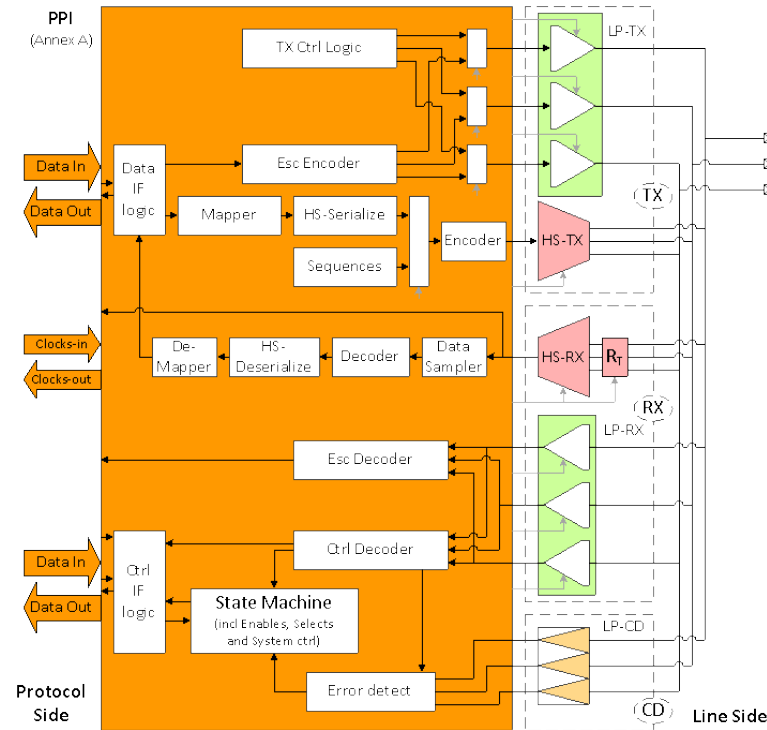 PPI
(Annex A)
TX Ctrl Logic
LP-TX
Data In
Data Out
Data
IF
logic
Esc Encoder
Mapper
HS-Serialize
Sequences
Encoder
HS-TX
TX
Clocks-in
Clocks-out
De-
Mapper
HS-
Deserialize
Decoder
Data
Sampler
HS-RX
RT
RX
LP-RX
Esc Decoder
Data In
Data Out
Ctrl
IF
logic
Ctrl Decoder
State Machine
(incl Enables, Selects
and System ctrl)
Error detect
LP-CD
CD
Protocol
Side
Line Side